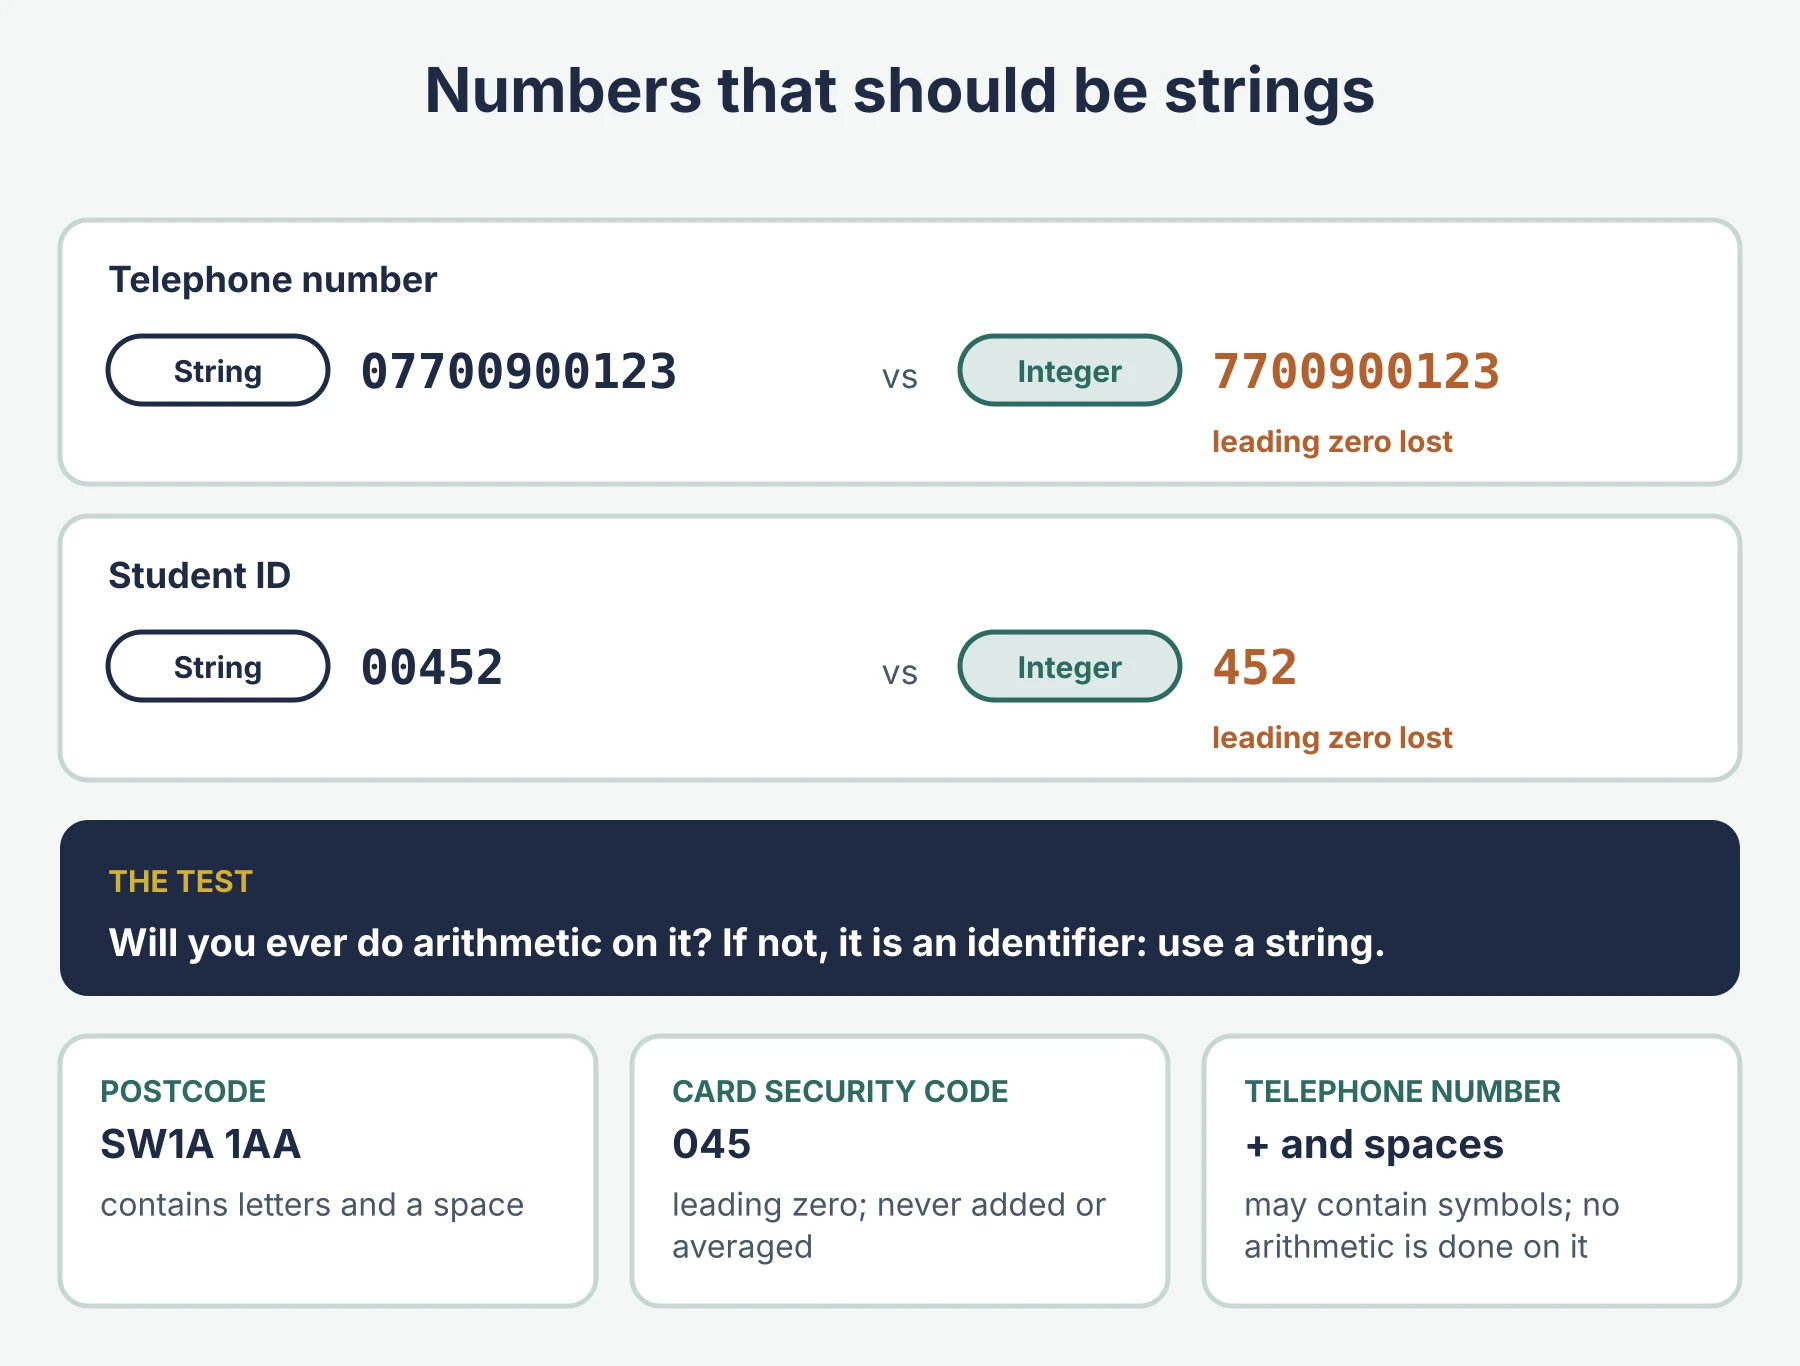 Numbers that should be strings
Telephone number
String 07700900123 vs Integer 7700900123
leading zero lost
Student ID
String 00452 vs Integer 452
leading zero lost
THE TEST
Will you ever do arithmetic on it? If not, it is an identifier: use a string.
POSTCODE
SW1A 1AA
contains letters and a space
CARD SECURITY CODE
045
leading zero; never added or
averaged
TELEPHONE NUMBER
+ and spaces
may contain symbols; no
arithmetic is done on it